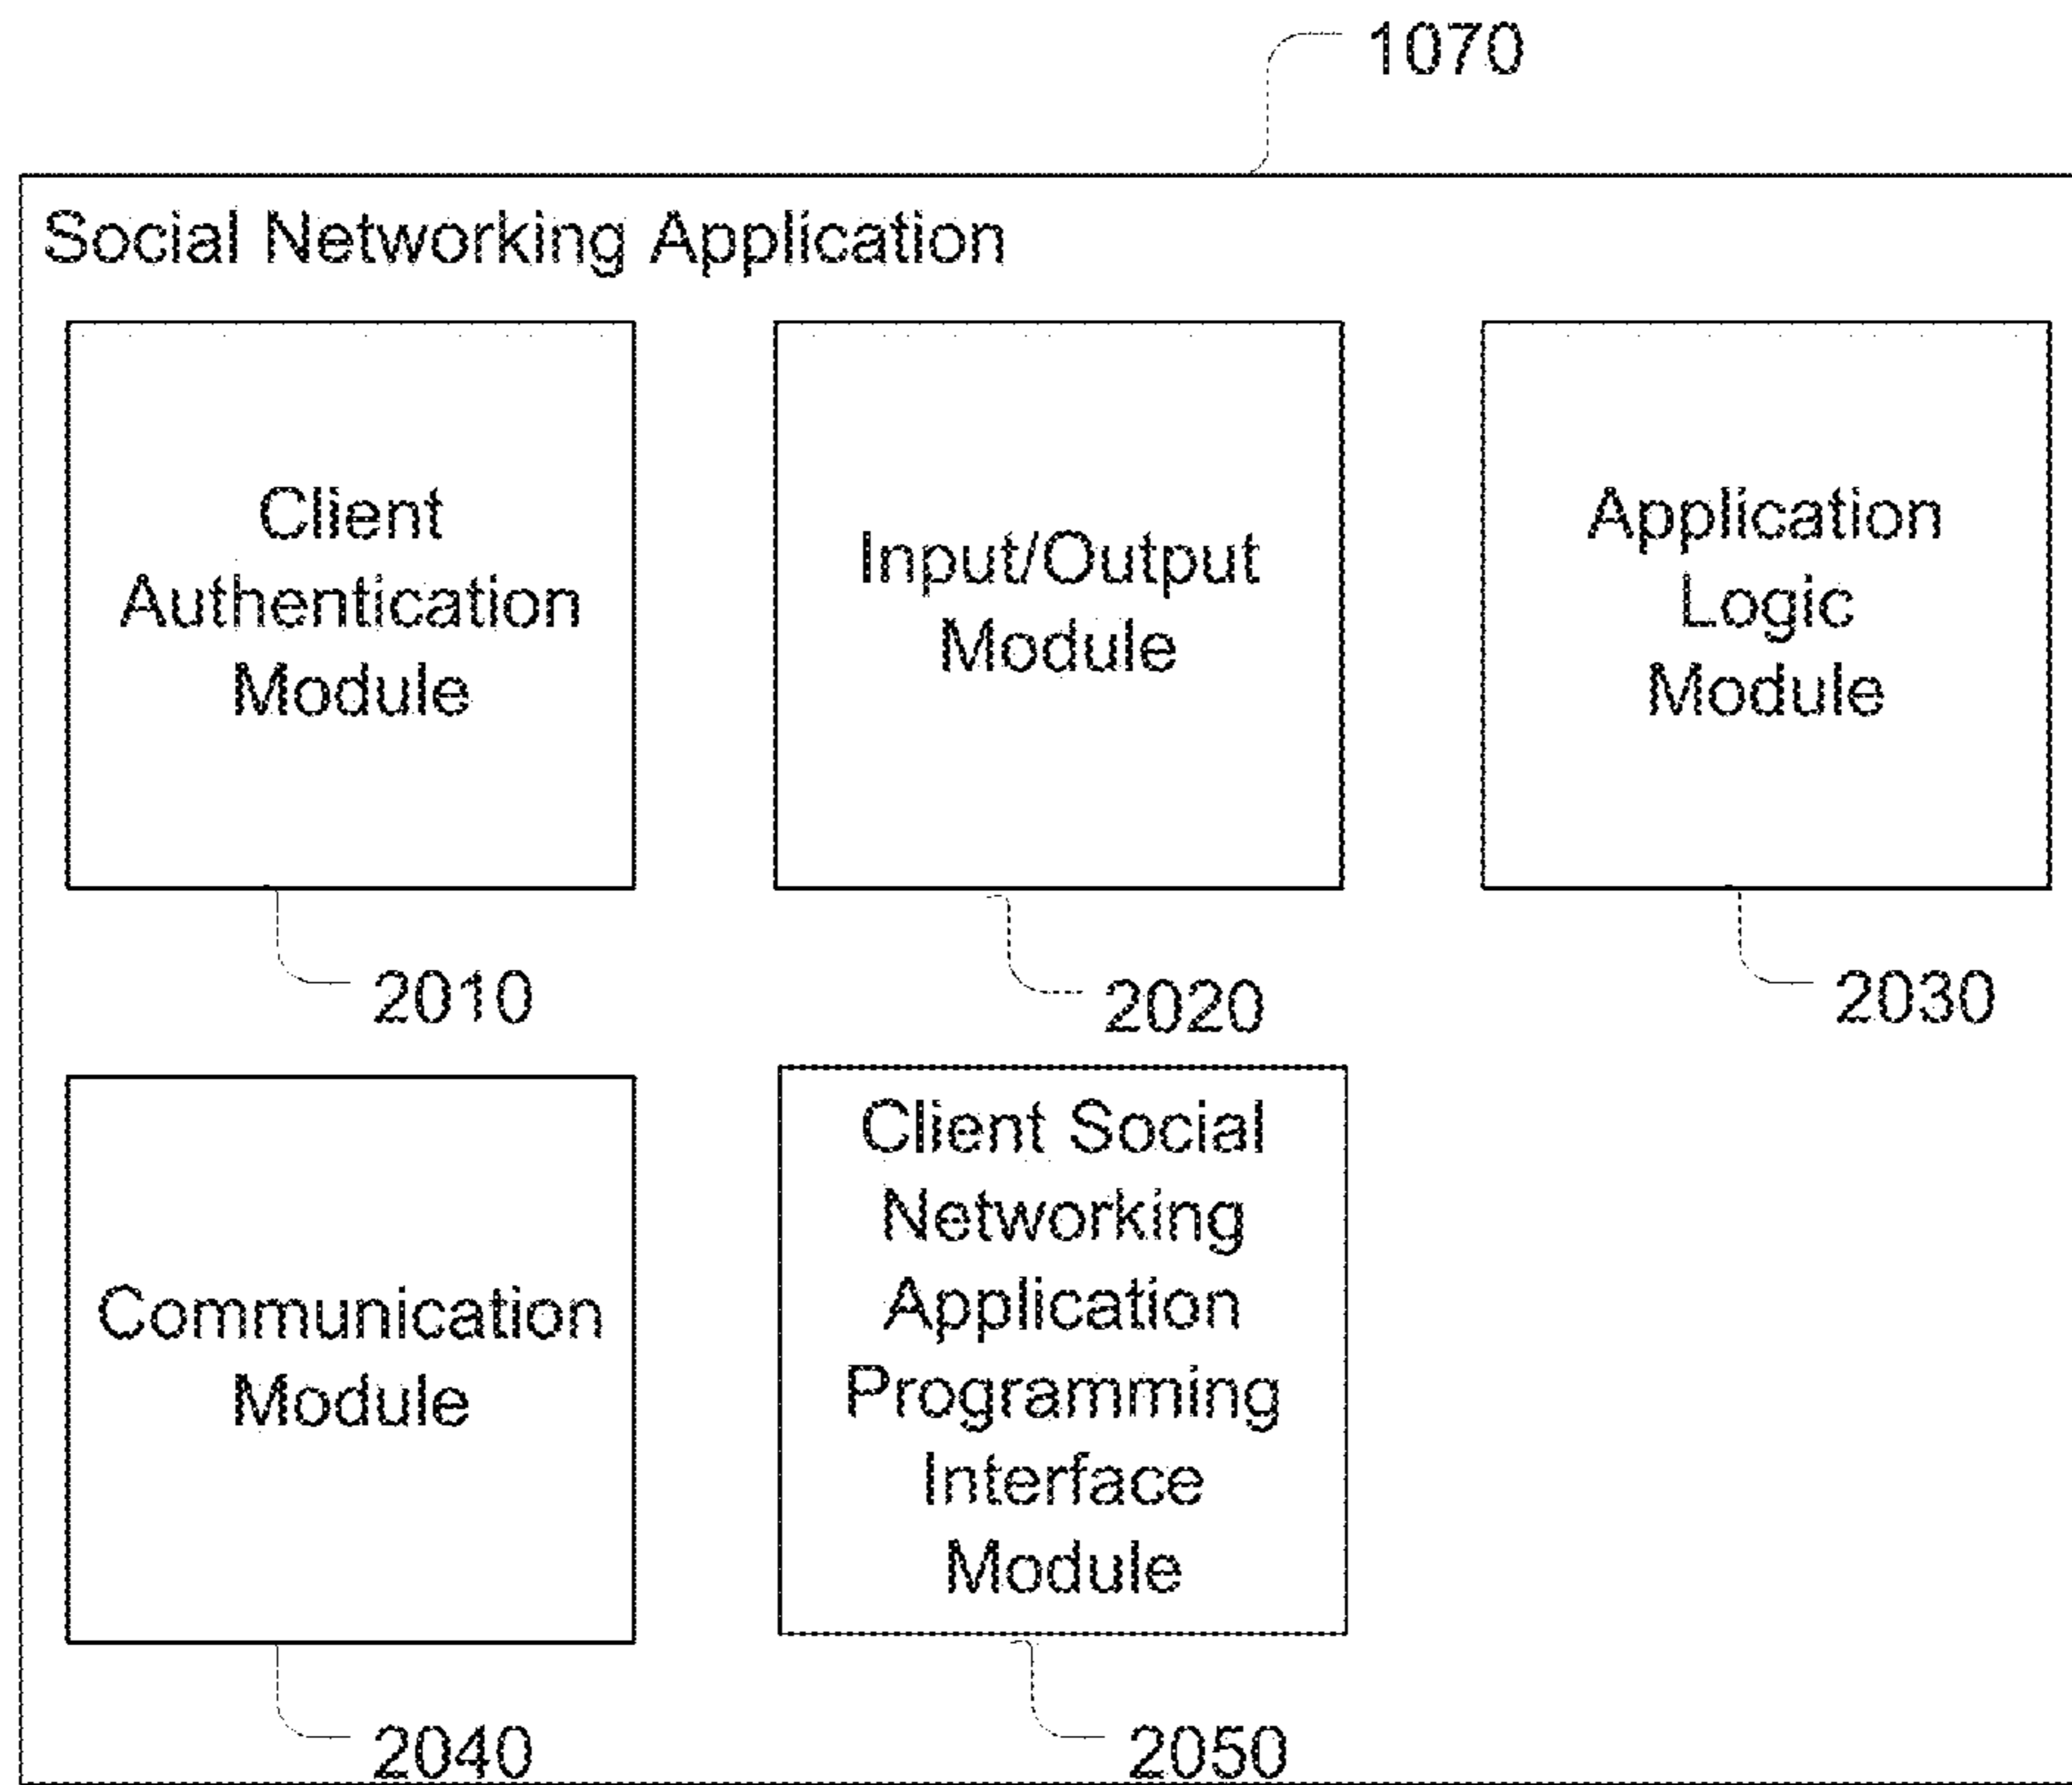 1070
Social Networking Application
Client
Authentication
Module
Input/Output
Module
Application
Logic
Module
2010
2020
2030
Communication
Module
Client Social
Networking
Application
Programming
Interface
Module
2040
2050